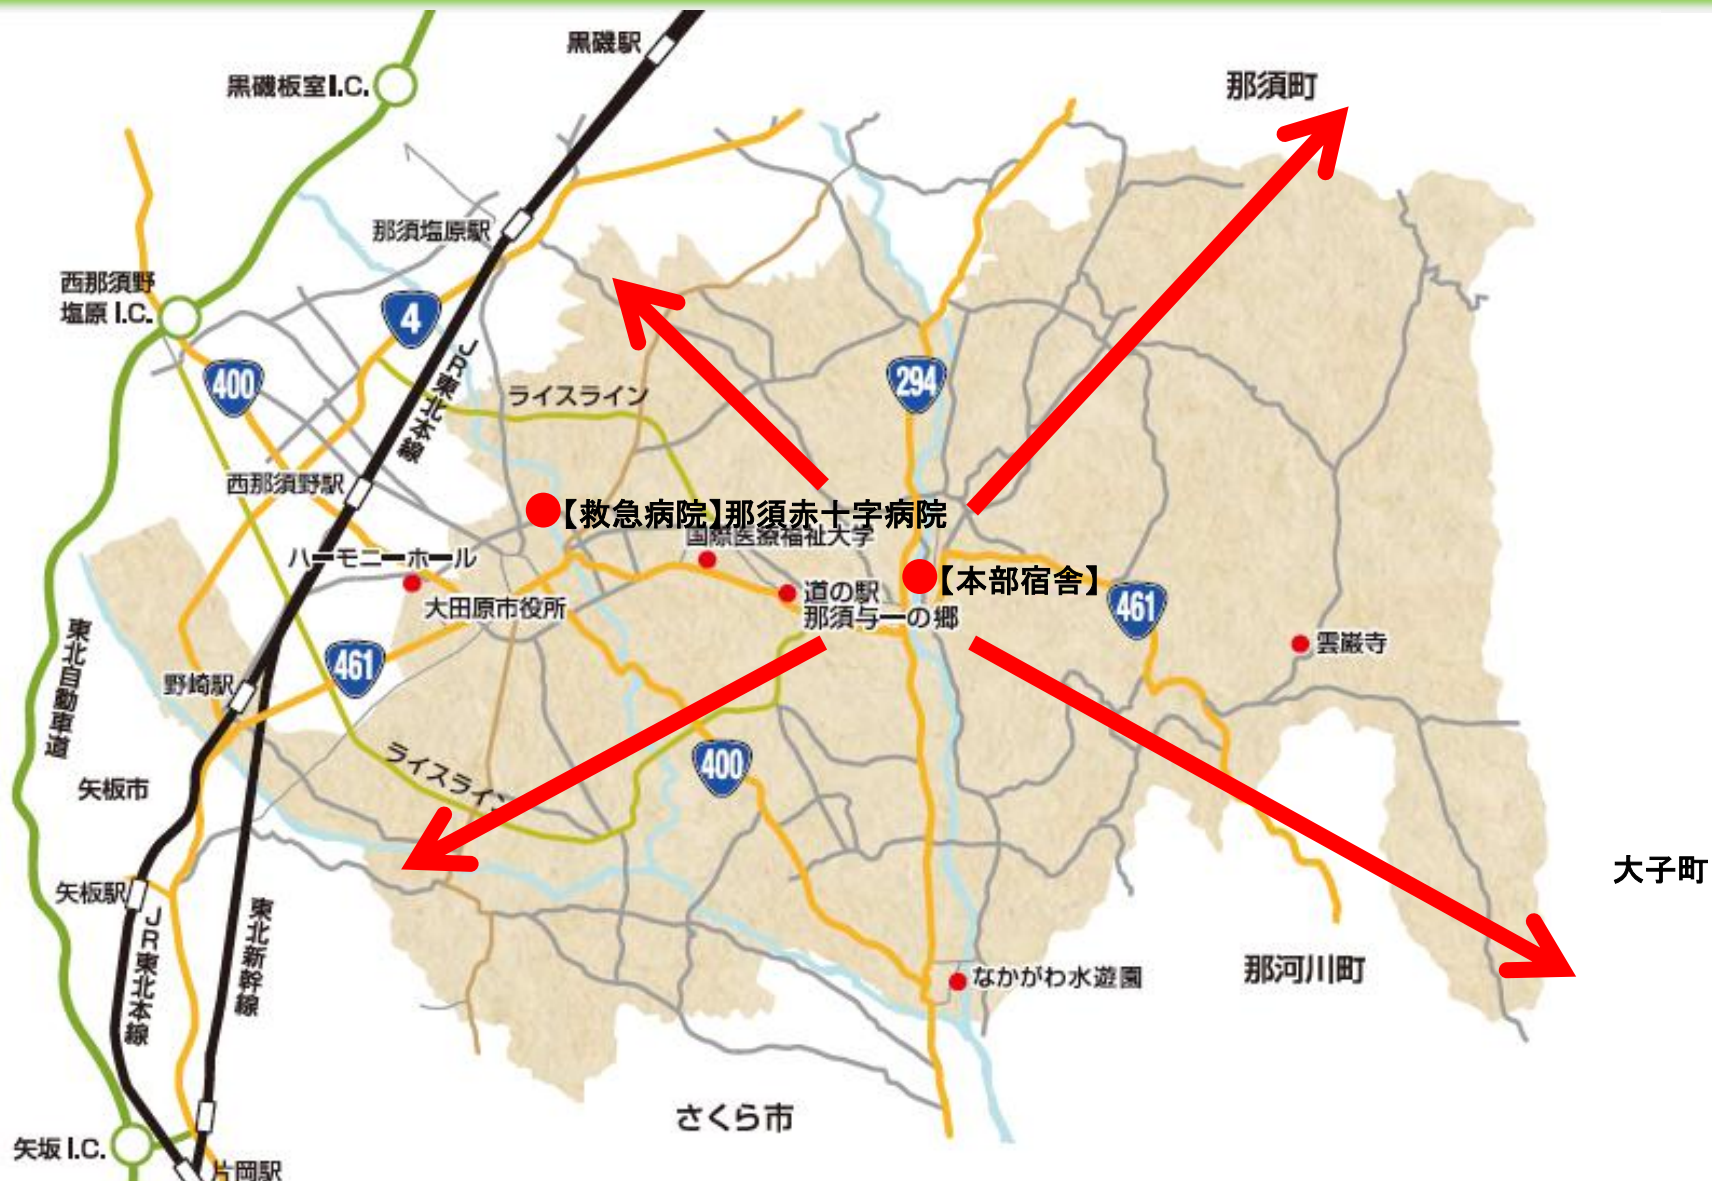 黒磯駅
黒磯板室I.C.
那須町
那須塩原駅
西那須野
塩原 I.C.
4
JR東北本線
400
294
ライスライン
西那須野駅
【救急病院】那須赤十字病院
国際医療福祉大学
ハーモニーホール
【本部宿舎】
道の駅
那須与一の郷
大田原市役所
461
461
雲巌寺
東北自動車道
野崎駅
400
ライスライン
矢板市
大子町
矢板駅
JR東北本線
東北新幹線
なかがわ水遊園
那河川町
さくら市
矢坂 I.C.
片岡駅